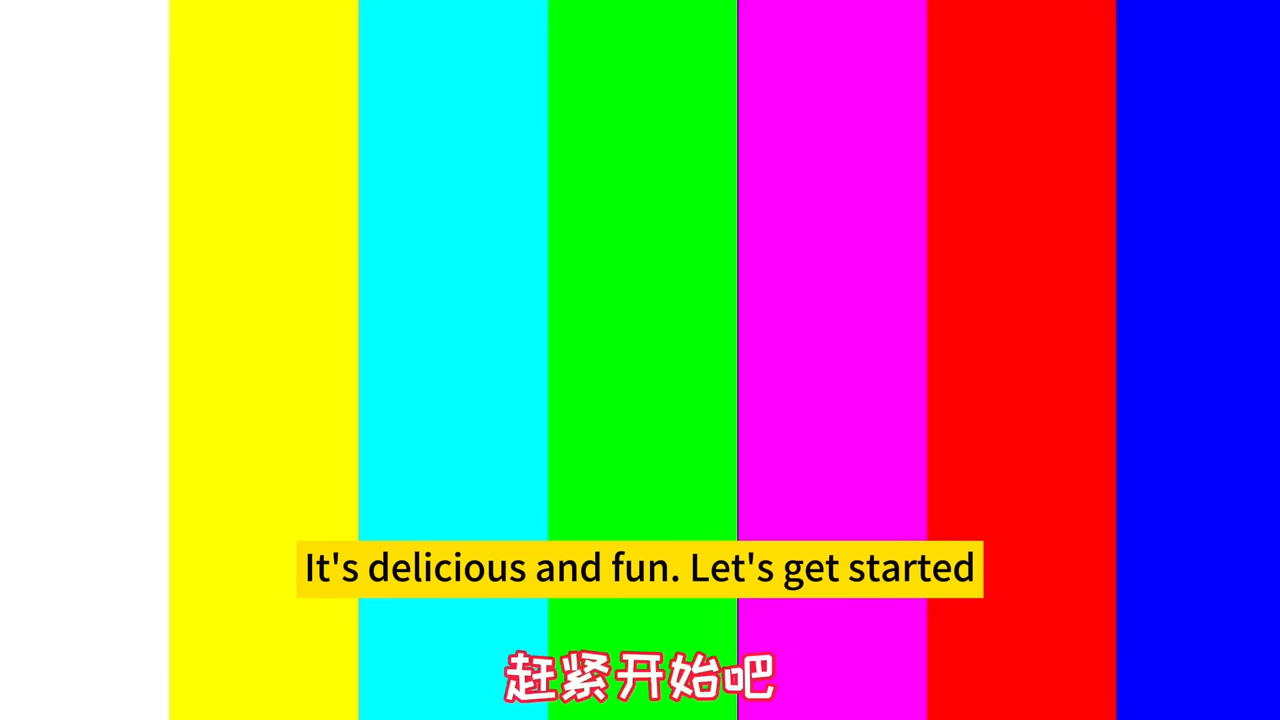 It's delicious and fun. Let's get started
赶紧开始吧